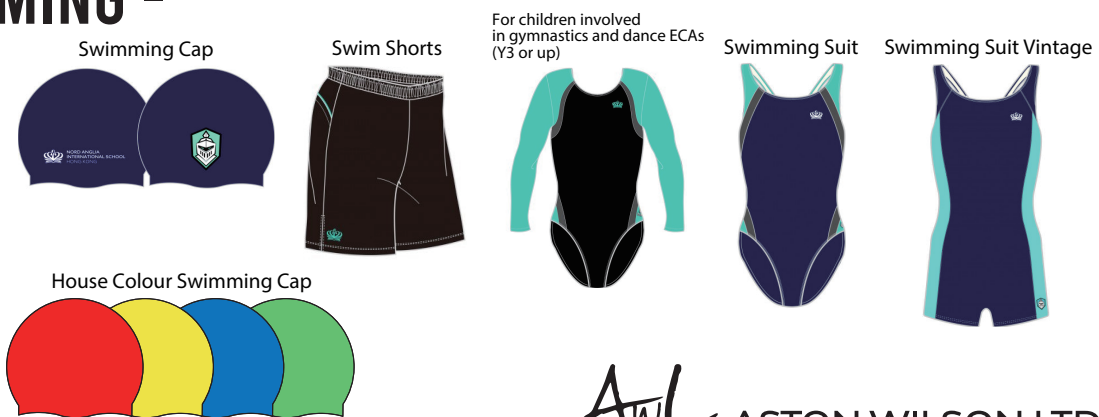 MING -
For children involved
in gymnastics and dance ECAs
(Y3 or up)
Swimming Cap
Swim Shorts
Swimming Suit
Swimming Suit Vintage
NORD ANGLIA
INTERNATIONAL SCHOOL
HONG KONG
House Colour Swimming Cap
AWL
ASTON WILSON LTD